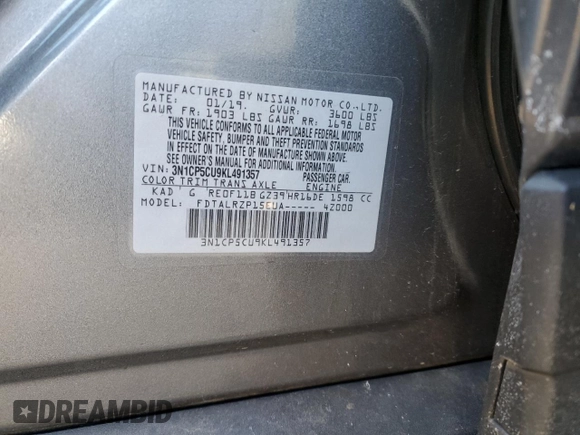 MANUFACTURED BY NISSAN MOTOR CO.,LTD.
DATE: 01/19. GVWR: 3600 LBS
GAWR FR: 1903 LBS GAWR RR: 1698 LBS
THIS VEHICLE CONFORMS TO ALL APPLICABLE FEDERAL MOTOR
VEHICLE SAFETY, BUMPER AND THEFT PREVENTION STANDARDS
IN EFFECT ON THE DATE OF MANUFACTURE SHOWN ABOVE.
SEE OWNER'S MANUAL FOR ADDITIONAL INFORMATION.
VIN: 3N1CP5CU9KL491357 PASSENGER CAR
COLOR TRIM TRANS AXLE ENGINE
KAD G RE0F11B GZ39 HR16DE 1598 CC
MODEL: FDTALRZP15EUA----- 42000
3N1CP5CU9KL491357
DREAMBID